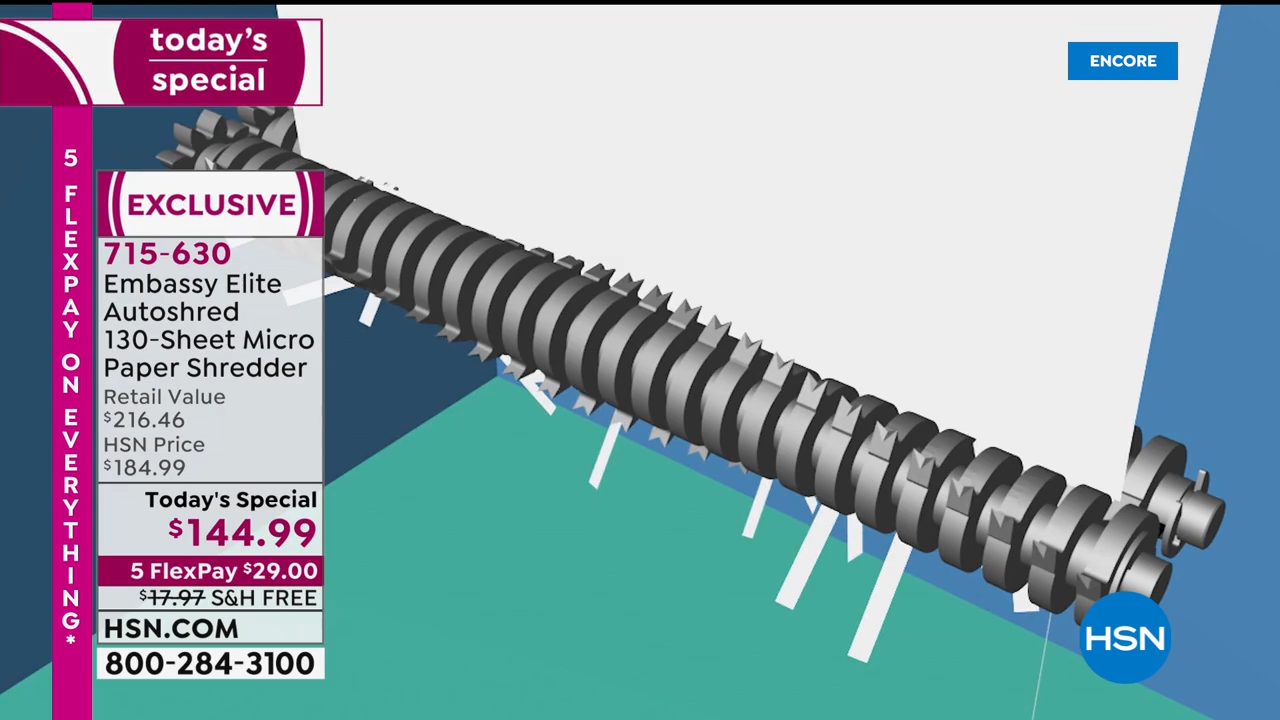 today's
special
ENCORE
5 FLEXPAY ON EVERYTHING*
EXCLUSIVE
715-630
Embassy Elite
Autoshred
130-Sheet Micro
Paper Shredder
Retail Value
$216.46
HSN Price
$184.99
Today's Special
$144.99
5 FlexPay $29.00
$17.97 S&H FREE
HSN.COM
800-284-3100
HSN